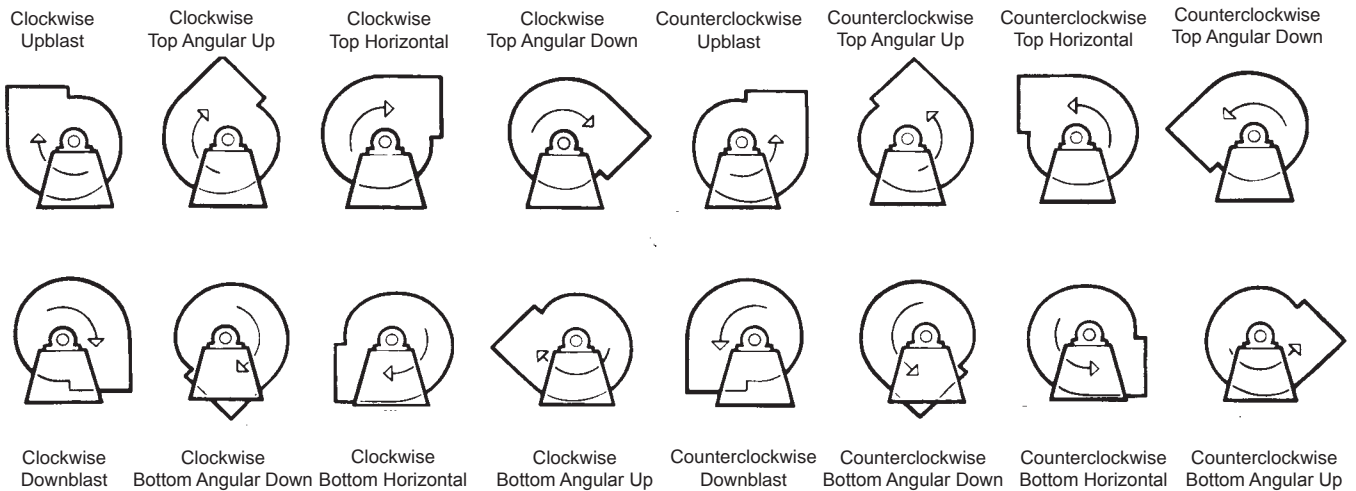 Clockwise
Upblast
Clockwise
Top Angular Up
Clockwise
Top Horizontal
Clockwise
Top Angular Down
Counterclockwise
Upblast
Counterclockwise
Top Angular Up
Counterclockwise
Top Horizontal
Counterclockwise
Top Angular Down
Clockwise
Downblast
Clockwise
Bottom Angular Down
Clockwise
Bottom Horizontal
Clockwise
Bottom Angular Up
Counterclockwise
Downblast
Counterclockwise
Bottom Angular Down
Counterclockwise
Bottom Horizontal
Counterclockwise
Bottom Angular Up